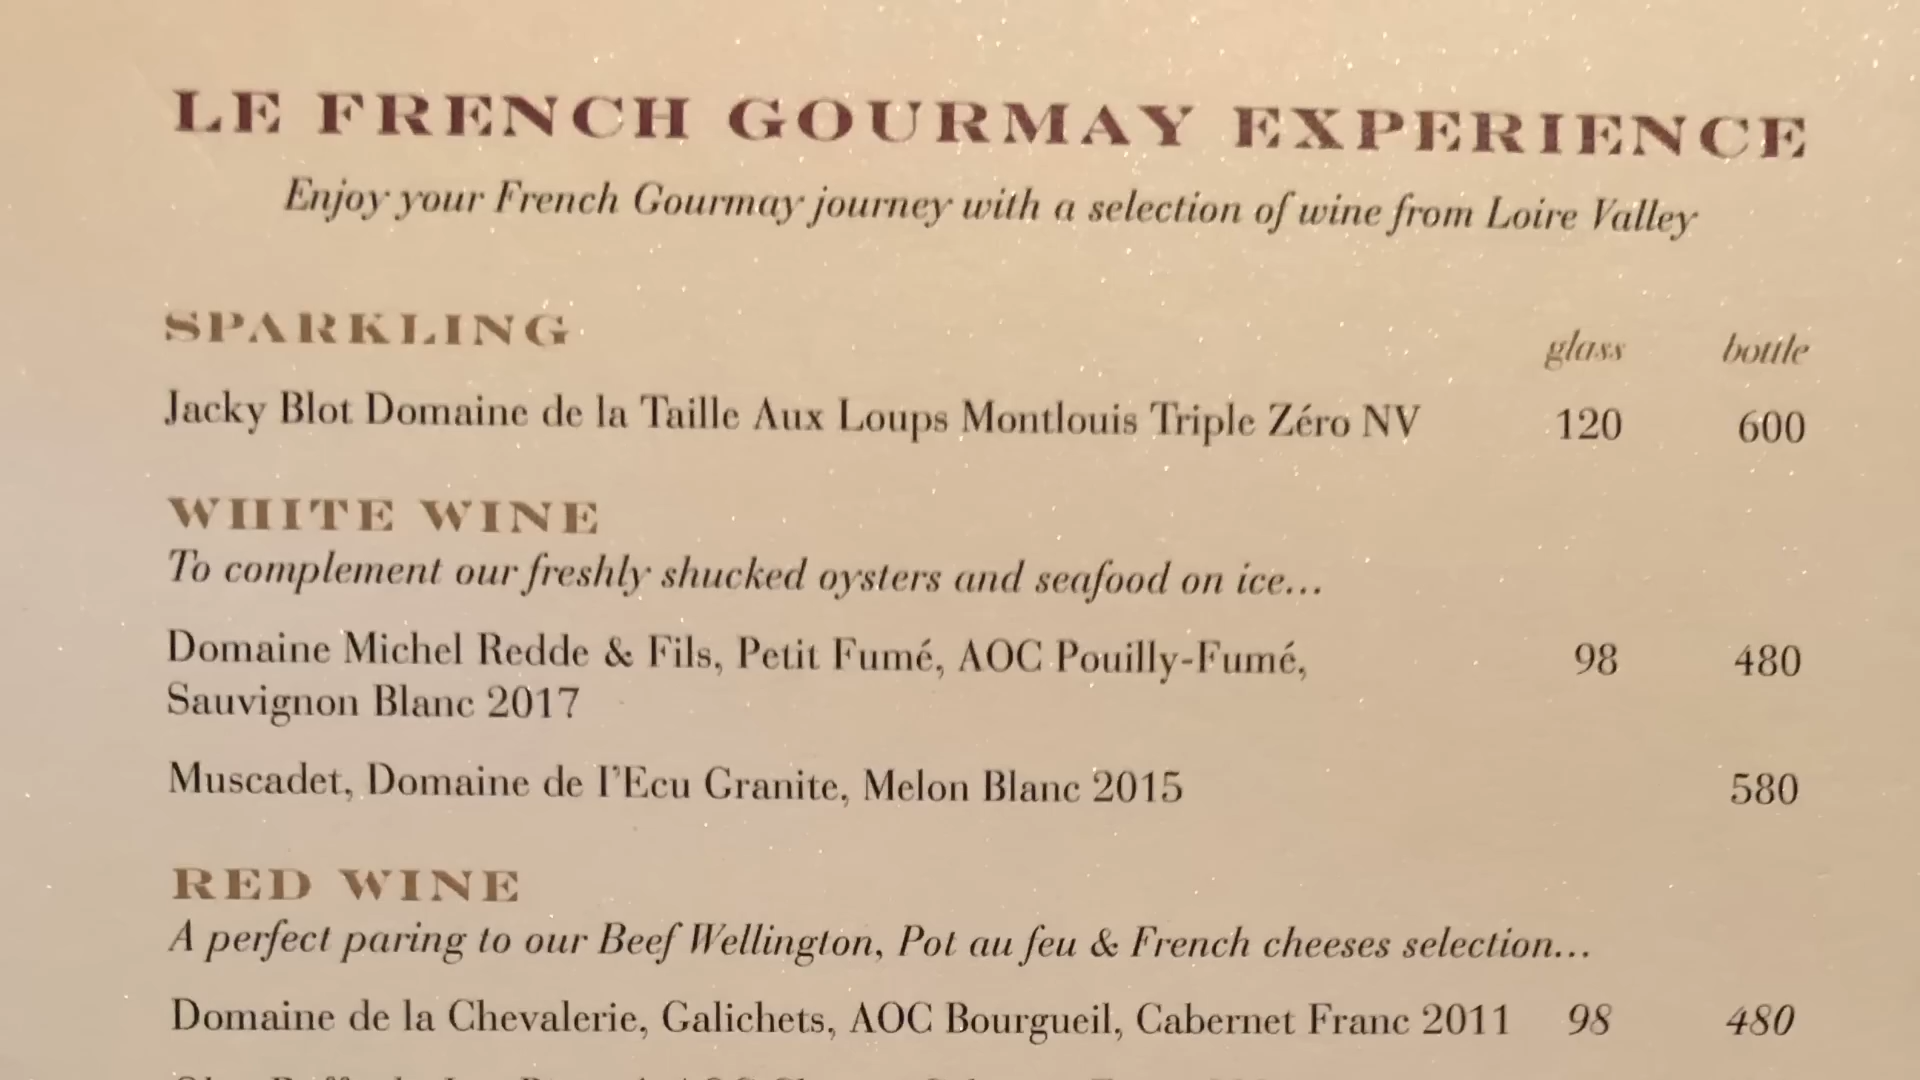 LE FRENCH GOURMAY EXPERIENCE
Enjoy your French Gourmay journey with a selection of wine from Loire Valley
SPARKLING
glass bottle
Jacky Blot Domaine de la Taille Aux Loups Montlouis Triple Zéro NV 120 600
WHITE WINE
To complement our freshly shucked oysters and seafood on ice...
Domaine Michel Redde & Fils, Petit Fumé, AOC Pouilly-Fumé, 98 480
Sauvignon Blanc 2017
Muscadet, Domaine de I'Ecu Granite, Melon Blanc 2015 580
RED WINE
A perfect paring to our Beef Wellington, Pot au feu & French cheeses selection...
Domaine de la Chevalerie, Galichets, AOC Bourgueil, Cabernet Franc 2011 98 480